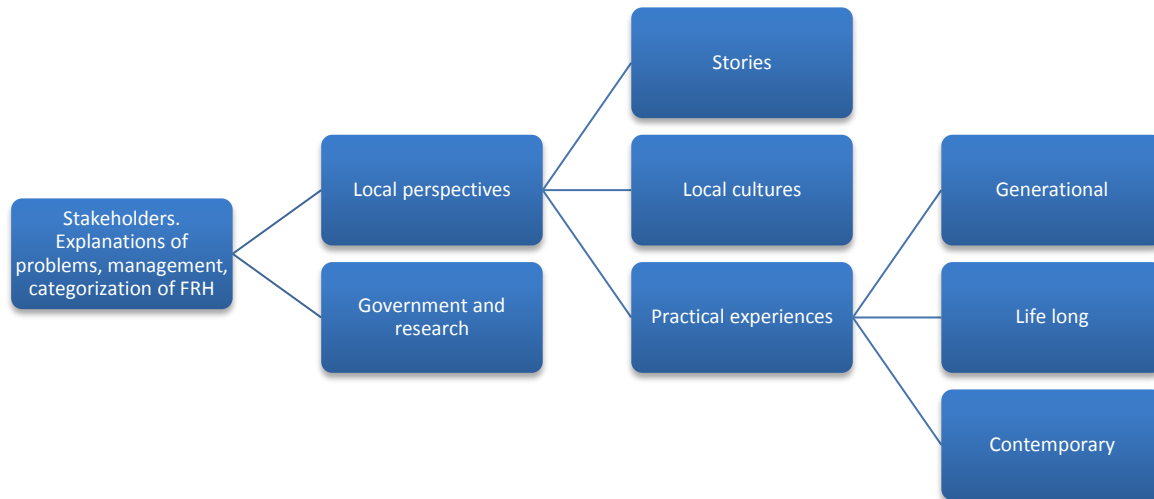 Stakeholders.
Explanations of
problems, management,
categorization of FRH
Local perspectives
Government and
research
Stories
Local cultures
Practical experiences
Generational
Life long
Contemporary